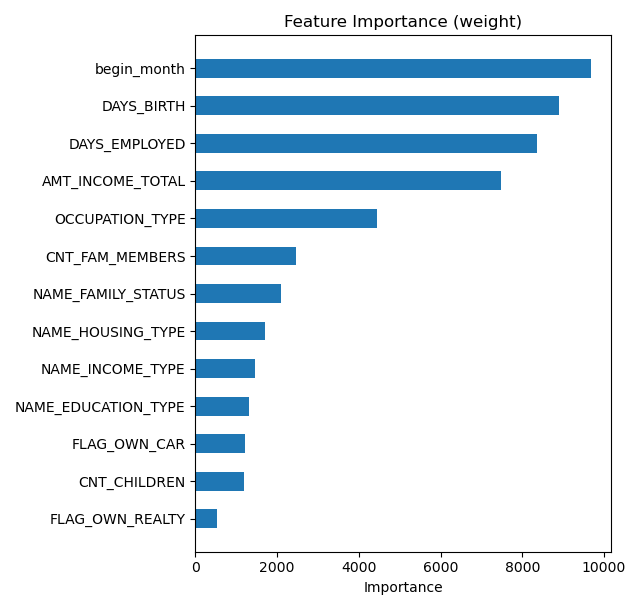 Feature Importance (weight)
begin_month
DAYS_BIRTH
DAYS_EMPLOYED
AMT_INCOME_TOTAL
OCCUPATION_TYPE
CNT_FAM_MEMBERS
NAME_FAMILY_STATUS
NAME_HOUSING_TYPE
NAME_INCOME_TYPE
NAME_EDUCATION_TYPE
FLAG_OWN_CAR
CNT_CHILDREN
FLAG_OWN_REALTY
0 2000 4000 6000 8000 10000
Importance